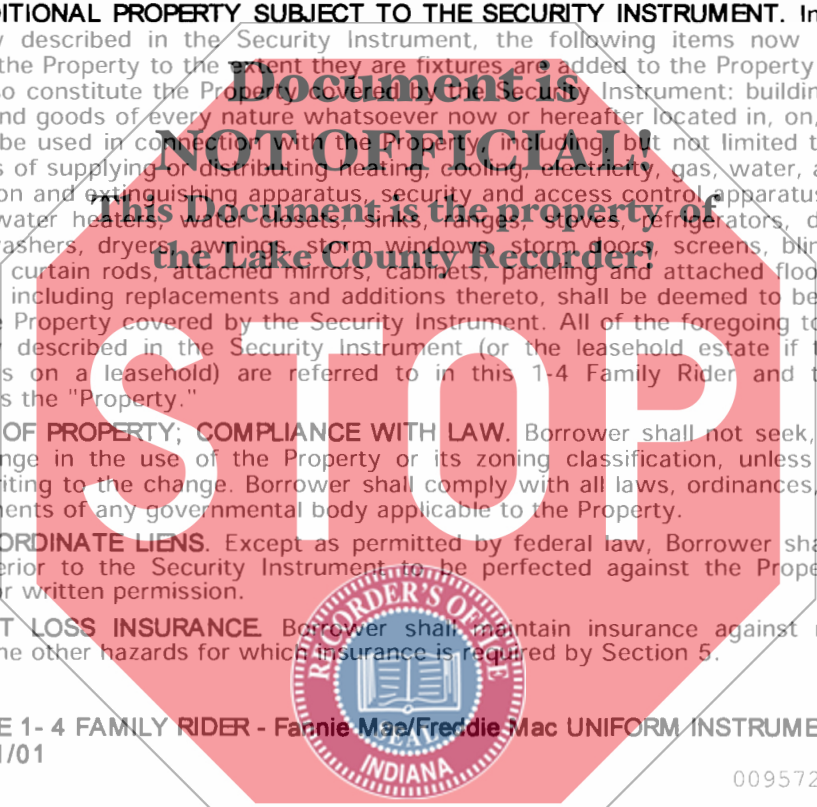 DITIONAL PROPERTY SUBJECT TO THE SECURITY INSTRUMENT. In
y described in the Security Instrument, the following items now
the Property to the extent they are fixtures are added to the Property
so constitute the Property covered by the Security Instrument: buildin
nd goods of every nature whatsoever now or hereafter located in, on,
be used in connection with the Property, including, but not limited t
s of supplying or distributing heating, cooling, electricity, gas, water, a
on and extinguishing apparatus, security and access control apparatus
water heaters, water closets, sinks, ranges, stoves, refrigerators, d
ashers, dryers, awnings, storm windows, storm doors, screens, blin
curtain rods, attached mirrors, cabinets, paneling and attached floo
including replacements and additions thereto, shall be deemed to be
Property covered by the Security Instrument. All of the foregoing to
y described in the Security Instrument (or the leasehold estate if t
s on a leasehold) are referred to in this 1-4 Family Rider and t
s the "Property."
OF PROPERTY; COMPLIANCE WITH LAW. Borrower shall not seek,
nge in the use of the Property or its zoning classification, unless
iting to the change. Borrower shall comply with all laws, ordinances,
ents of any governmental body applicable to the Property.
ORDINATE LIENS. Except as permitted by federal law, Borrower sha
erior to the Security Instrument to be perfected against the Prope
r written permission.
T LOSS INSURANCE. Borrower shall maintain insurance against r
he other hazards for which insurance is required by Section 5.
E 1- 4 FAMILY RIDER - Fannie Mae/Freddie Mac UNIFORM INSTRUME
1/01
009572
Document is
NOT OFFICIAL!
This Document is the property of
the Lake County Recorder!
STOP
RECORDER'S OFFICE
SEAL
INDIANA